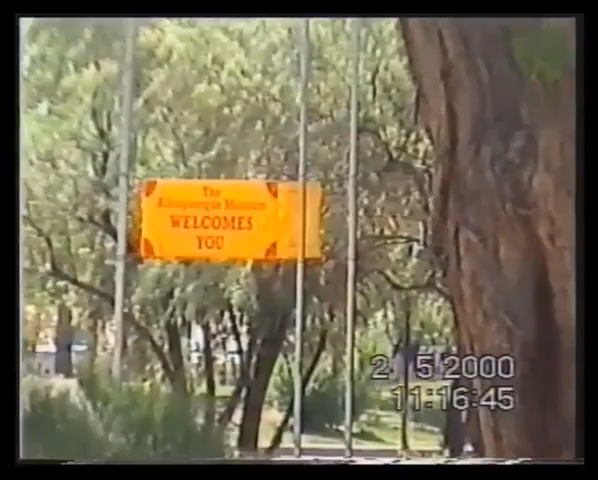 The
Albuquerque Museum
WELCOMES
YOU
2. 5.2000
11:16:45